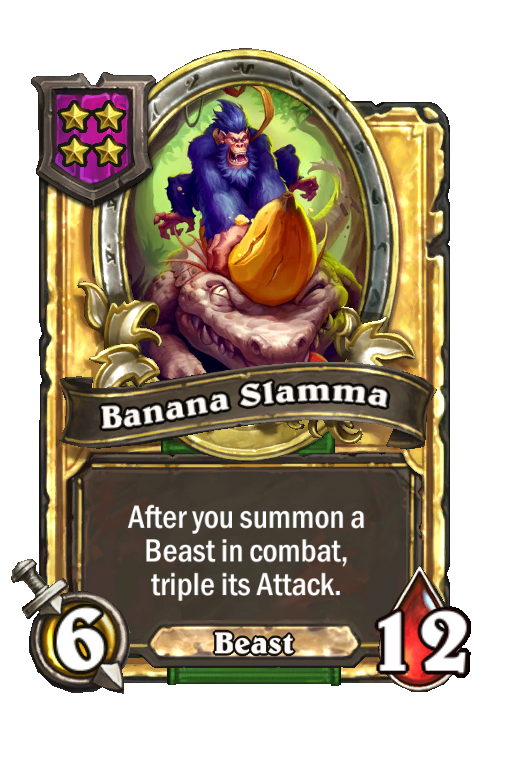 Banana Slamma
After you summon a
Beast in combat,
triple its Attack.
6
Beast
12